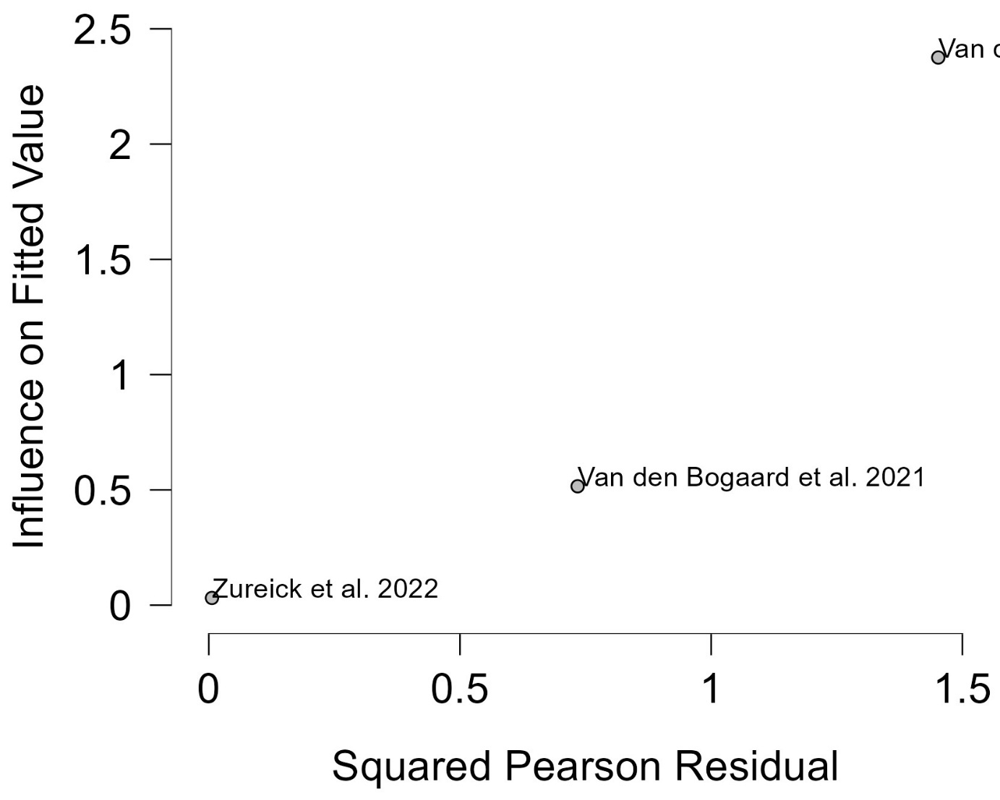 2.5
Van
2
1.5
1
0.5
0
Influence on Fitted Value
Van den Bogaard et al. 2021
Zureick et al. 2022
0
0.5
1
1.5
Squared Pearson Residual